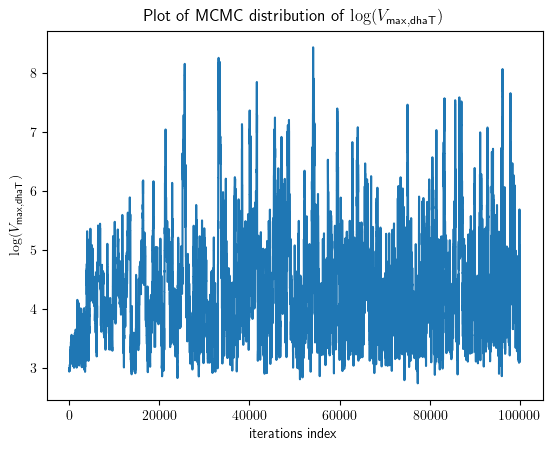 Plot of MCMC distribution of log(V_max,dhaT)
log(V_max,dhaT)
8
7
6
5
4
3
0 20000 40000 60000 80000 100000
iterations index